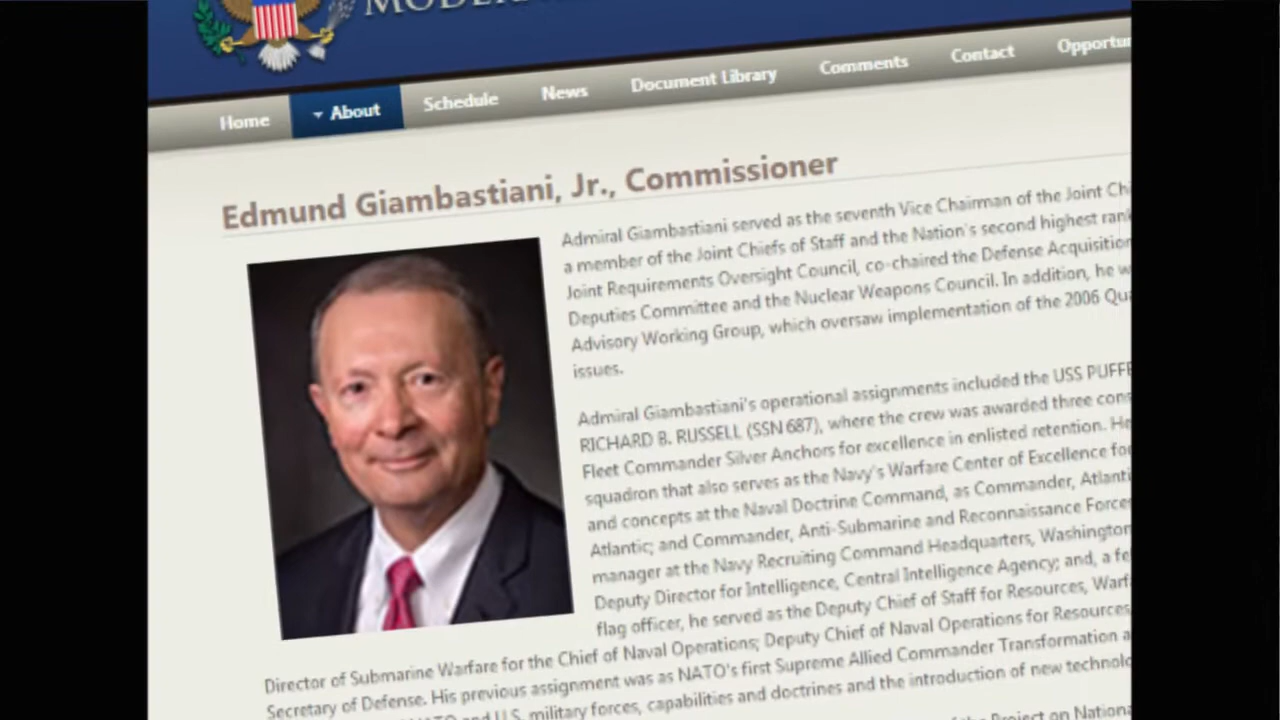 Home
About
Schedule
News
Document Library
Comments
Contact
Edmund Giambastiani, Jr., Commissioner
Admiral Giambastiani served as the seventh Vice Chairman of the Joint
a member of the Joint Chiefs of Staff and the Nation's second highest
Joint Requirements Oversight Council, co-chaired the Defense Acquisition
Deputies Committee and the Nuclear Weapons Council. In addition, he
Advisory Working Group, which oversaw implementation of the 2006
issues.
Admiral Giambastiani's operational assignments included the USS
RICHARD B. RUSSELL (SSN 687), where the crew was awarded three
Fleet Commander Silver Anchors for excellence in enlisted retention. He
squadron that also serves as the Navy's Warfare Center of Excellence
and concepts at the Naval Doctrine Command, as Commander,
Atlantic; and Commander, Anti-Submarine and Reconnaissance
manager at the Navy Recruiting Command Headquarters, Washington
Deputy Director for Intelligence, Central Intelligence Agency; and, a
flag officer, he served as the Deputy Chief of Staff for Resources,
Director of Submarine Warfare for the Chief of Naval Operations; Deputy Chief of Naval Operations for Resources
Secretary of Defense. His previous assignment was as NATO's first Supreme Allied Commander Transformation
and U.S. military forces, capabilities and doctrines and the introduction of new
Project on